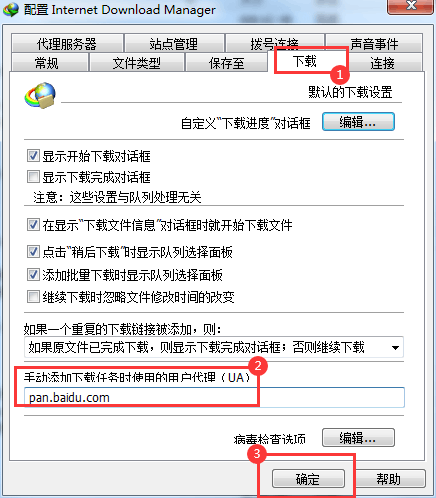 配置 Internet Download Manager
代理服务器 站点管理 拨号连接 声音事件
常规 文件类型 保存至 下载 连接
1
默认的下载设置
自定义"下载进度"对话框 编辑...
显示开始下载对话框
显示下载完成对话框
注意：这些设置与队列处理无关
在显示"下载文件信息"对话框时就开始下载文件
点击"稍后下载"时显示队列选择面板
添加批量下载时显示队列选择面板
继续下载时忽略文件修改时间的改变
如果一个重复的下载链接被添加，则：
如果原文件已完成下载，则显示下载完成对话框；否则继续下载
2
手动添加下载任务时使用的用户代理（UA）
pan.baidu.com
病毒检查选项 编辑...
3
确定 帮助